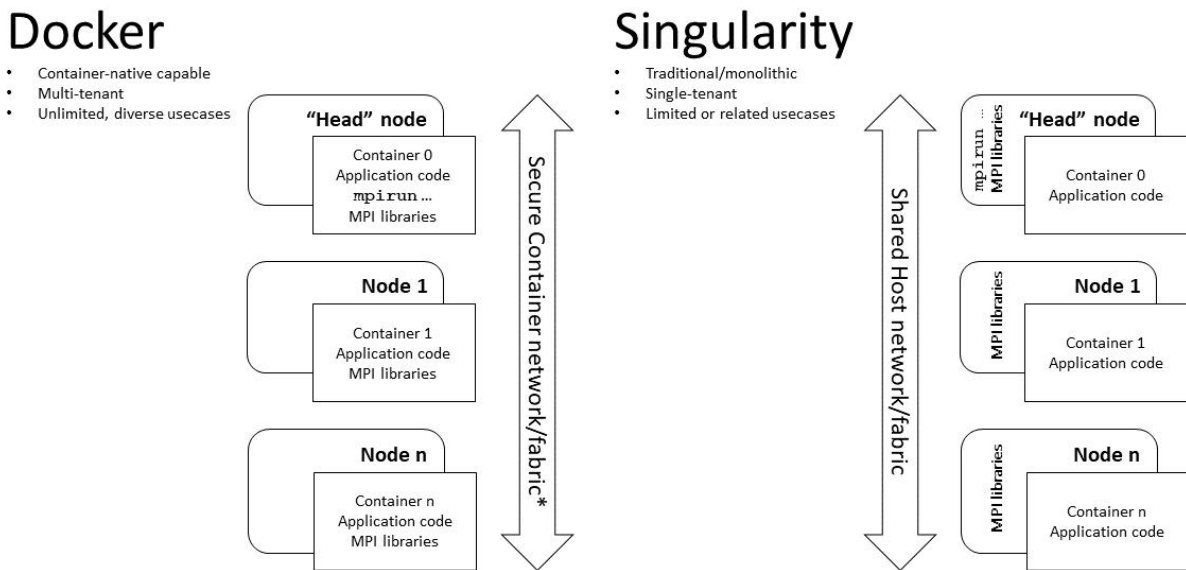 Docker
• Container-native capable
• Multi-tenant
• Unlimited, diverse usecases
“Head” node
Container 0
Application code
mpirun …
MPI libraries
Node 1
Container 1
Application code
MPI libraries
Node n
Container n
Application code
MPI libraries
Secure Container network/fabric*
Singularity
• Traditional/monolithic
• Single-tenant
• Limited or related usecases
Shared Host network/fabric
“Head” node
mpirun …
MPI libraries
Container 0
Application code
Node 1
MPI libraries
Container 1
Application code
Node n
MPI libraries
Container n
Application code